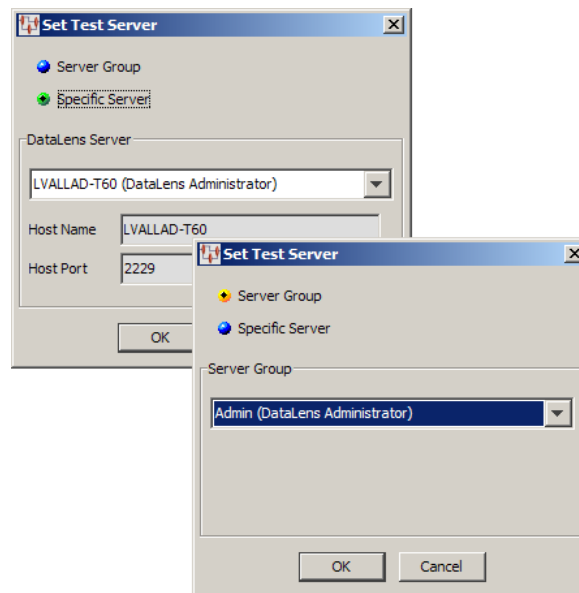 Set Test Server
Server Group
Specific Server
DataLens Server
LVALLAD-T60 (DataLens Administrator)
Host Name LVALLAD-T60
Host Port 2229
OK
Set Test Server
Server Group
Specific Server
Server Group
Admin (DataLens Administrator)
OK Cancel